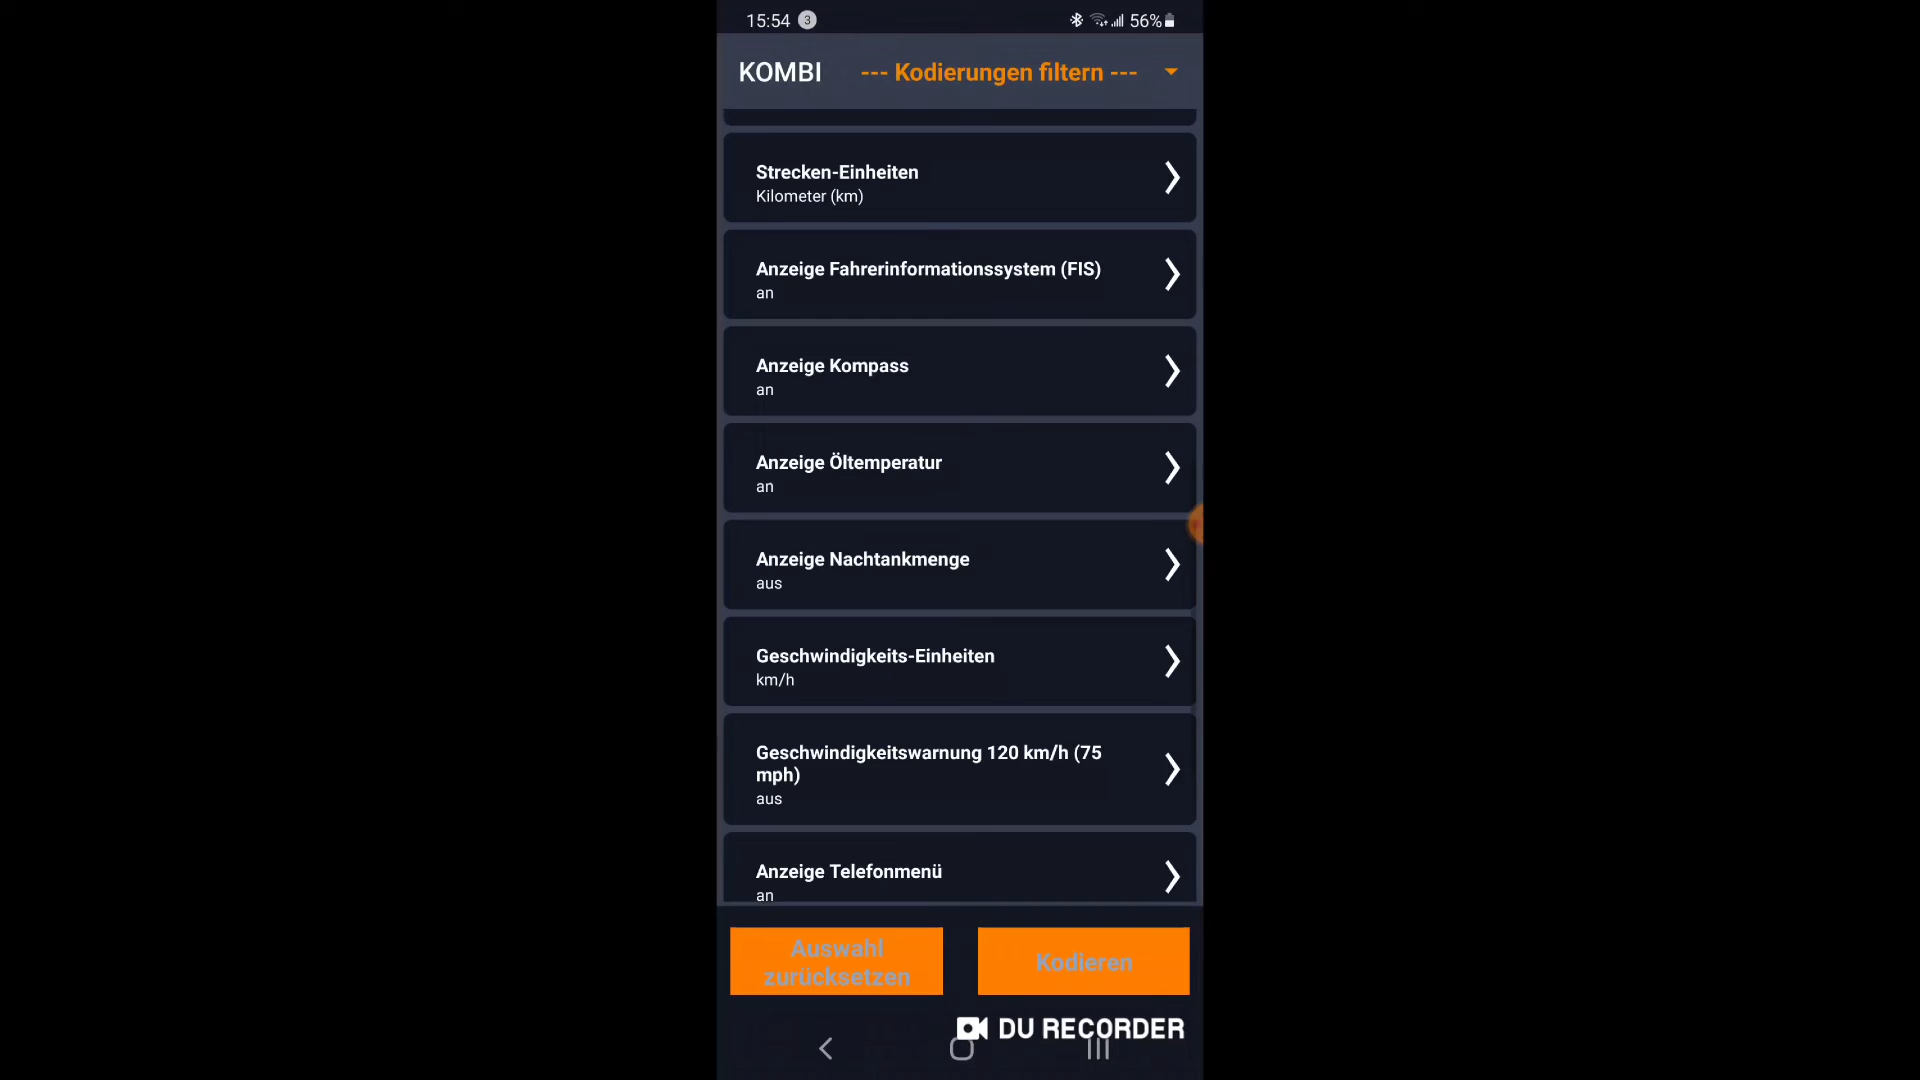 15:54 3 56%
KOMBI --- Kodierungen filtern ---
Strecken-Einheiten
Kilometer (km)
Anzeige Fahrerinformationssystem (FIS)
an
Anzeige Kompass
an
Anzeige Öltemperatur
an
Anzeige Nachtankmenge
aus
Geschwindigkeits-Einheiten
km/h
Geschwindigkeitswarnung 120 km/h (75
mph)
aus
Anzeige Telefonmenü
an
Auswahl
zurücksetzen
Kodieren
DU RECORDER